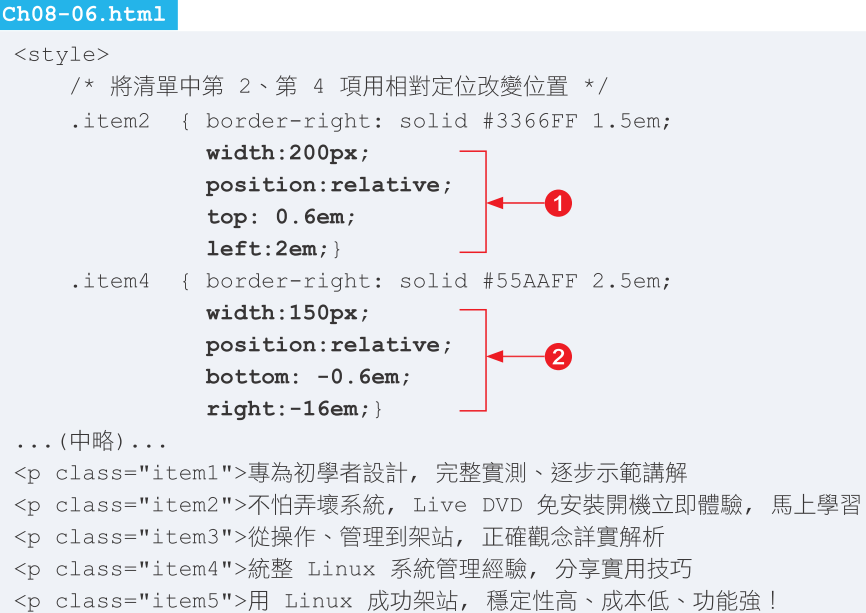 Ch08-06.html
<style>
/* 將清單中第 2、第 4 項用相對定位改變位置 */
.item2 { border-right: solid #3366FF 1.5em;
width:200px;
position:relative;
top: 0.6em;
left:2em;}
1
.item4 { border-right: solid #55AAFF 2.5em;
width:150px;
position:relative;
bottom: -0.6em;
right:-16em;}
2
...(中略)...
<p class="item1">專為初學者設計, 完整實測、逐步示範講解
<p class="item2">不怕弄壞系統, Live DVD 免安裝開機立即體驗, 馬上學習
<p class="item3">從操作、管理到架站, 正確觀念詳實解析
<p class="item4">統整 Linux 系統管理經驗, 分享實用技巧
<p class="item5">用 Linux 成功架站, 穩定性高、成本低、功能強！